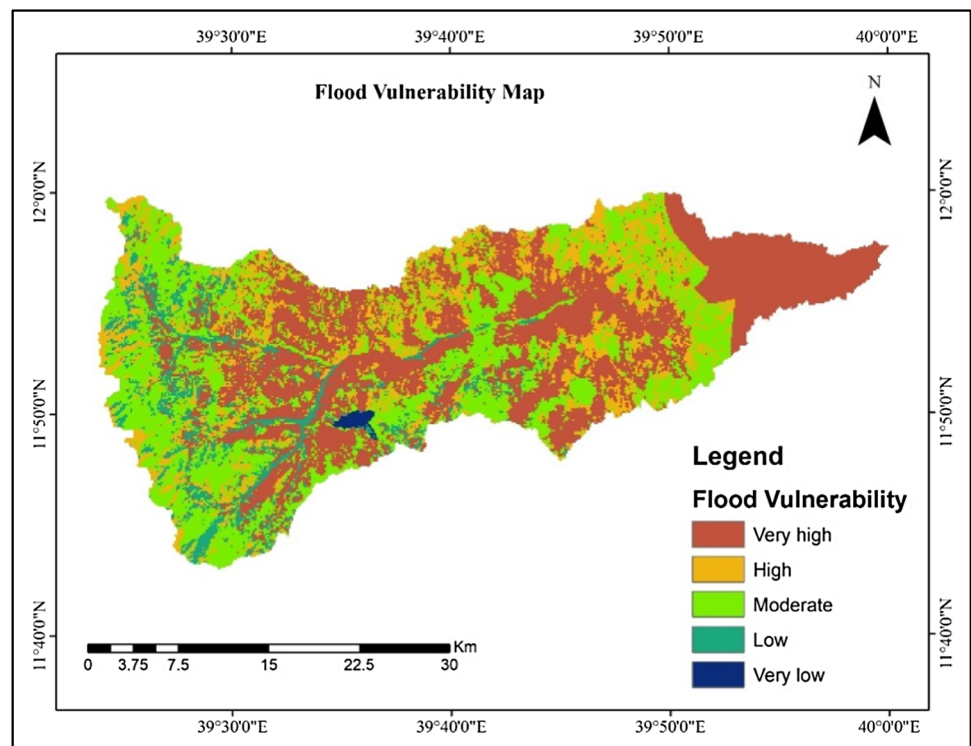 39°30'0"E 39°40'0"E 39°50'0"E 40°0'0"E
Flood Vulnerability Map
N
12°0'0"N 12°0'0"N
11°50'0"N 11°50'0"N
11°40'0"N 11°40'0"N
Legend
Flood Vulnerability
Very high
High
Moderate
Low
Very low
Km
0 3.75 7.5 15 22.5 30
39°30'0"E 39°40'0"E 39°50'0"E 40°0'0"E